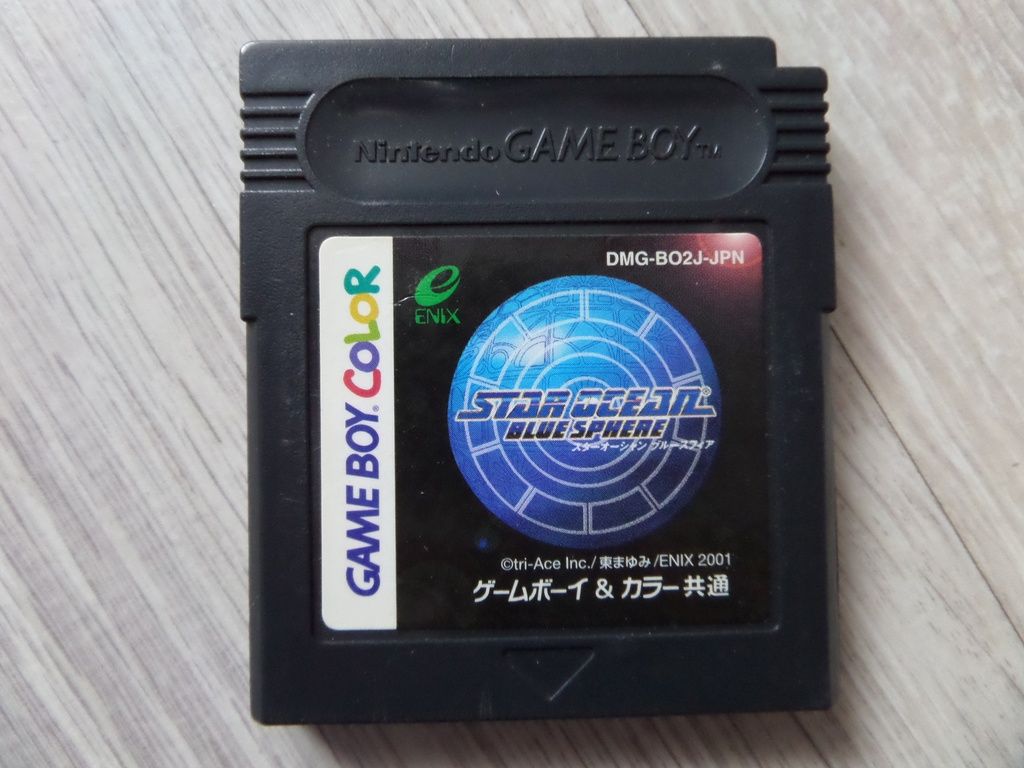 Nintendo GAME BOY™
GAME BOY® COLOR
ENIX
DMG-BO2J-JPN
STAR OCEAN®
BLUE SPHERE
スターオーシャン ブルースフィア
©tri-Ace Inc./東まゆみ/ENIX 2001
ゲームボーイ & カラー共通